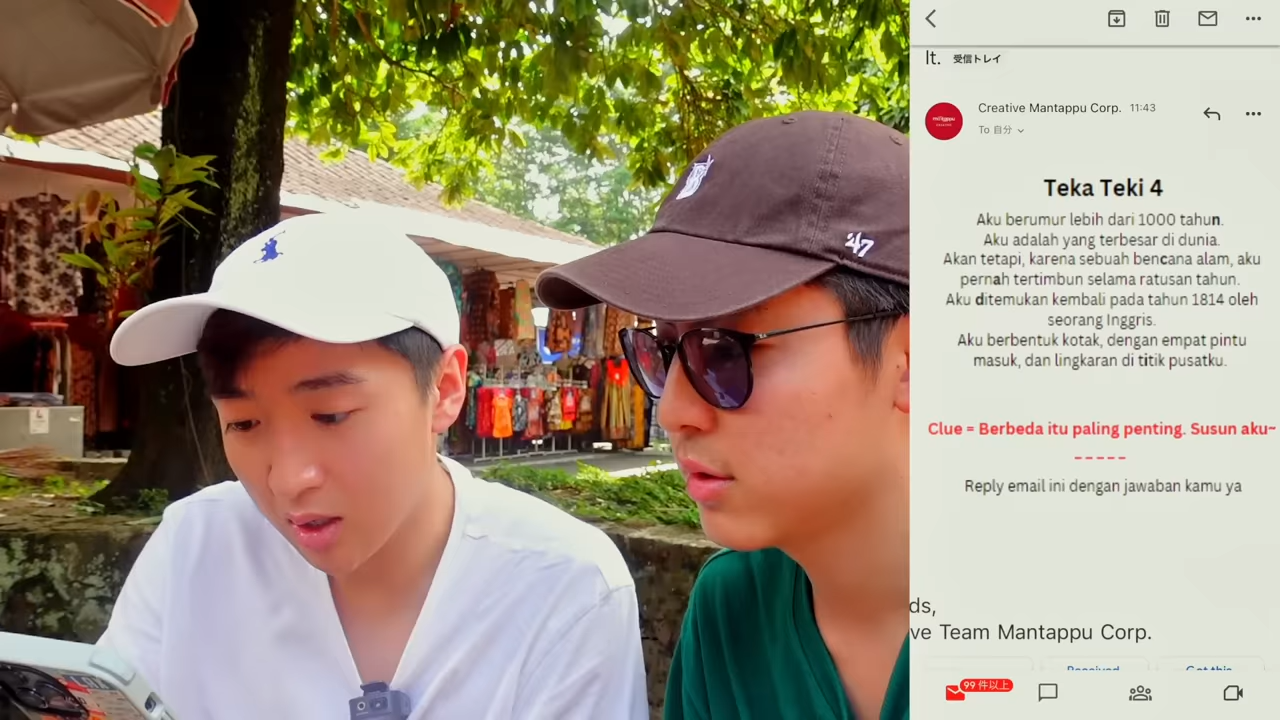 It. 受信トレイ
Creative Mantappu Corp. 11:43
To 自分
Teka Teki 4
Aku berumur lebih dari 1000 tahun.
Aku adalah yang terbesar di dunia.
Akan tetapi, karena sebuah bencana alam, aku
pernah tertimbun selama ratusan tahun.
Aku ditemukan kembali pada tahun 1814 oleh
seorang Inggris.
Aku berbentuk kotak, dengan empat pintu
masuk, dan lingkaran di titik pusatku.
Clue = Berbeda itu paling penting. Susun aku-
- - - - -
Reply email ini dengan jawaban kamu ya
ds,
ve Team Mantappu Corp.
99 件以上
47